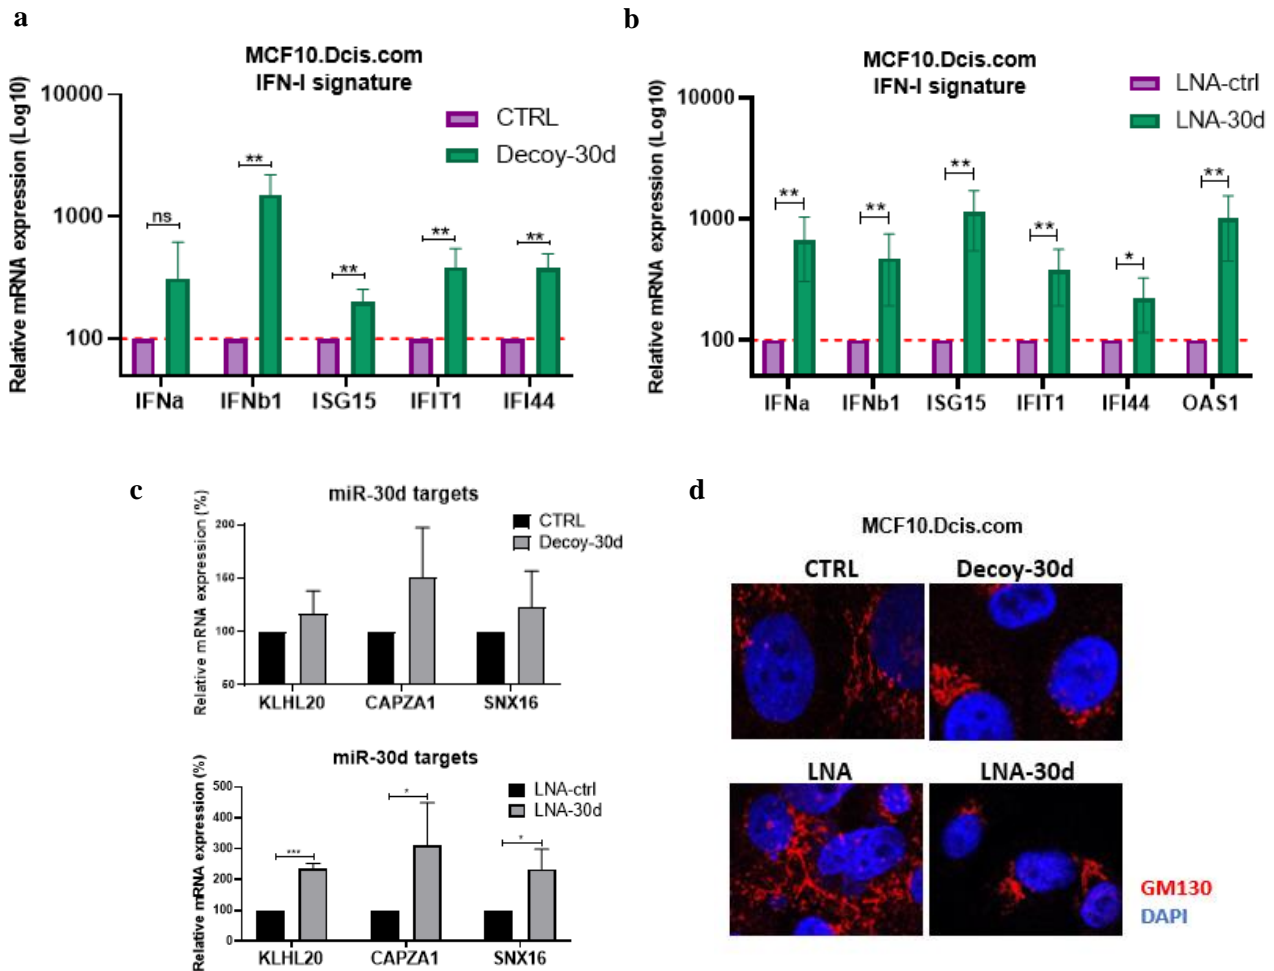 a
MCF10.Dcis.com
IFN-I signature
CTRL
Decoy-30d
Relative mRNA expression (Log10)
10000
1000
100
ns
**
**
**
**
IFNa
IFNb1
ISG15
IFIT1
IFI44
b
MCF10.Dcis.com
IFN-I signature
LNA-ctrl
LNA-30d
Relative mRNA expression (Log10)
10000
1000
100
**
**
**
**
*
**
IFNa
IFNb1
ISG15
IFIT1
IFI44
OAS1
c
miR-30d targets
CTRL
Decoy-30d
Relative mRNA expression (%)
200
150
100
50
KLHL20
CAPZA1
SNX16
miR-30d targets
LNA-ctrl
LNA-30d
Relative mRNA expression (%)
500
400
300
200
100
0
***
*
*
KLHL20
CAPZA1
SNX16
d
MCF10.Dcis.com
CTRL
Decoy-30d
LNA
LNA-30d
GM130
DAPI